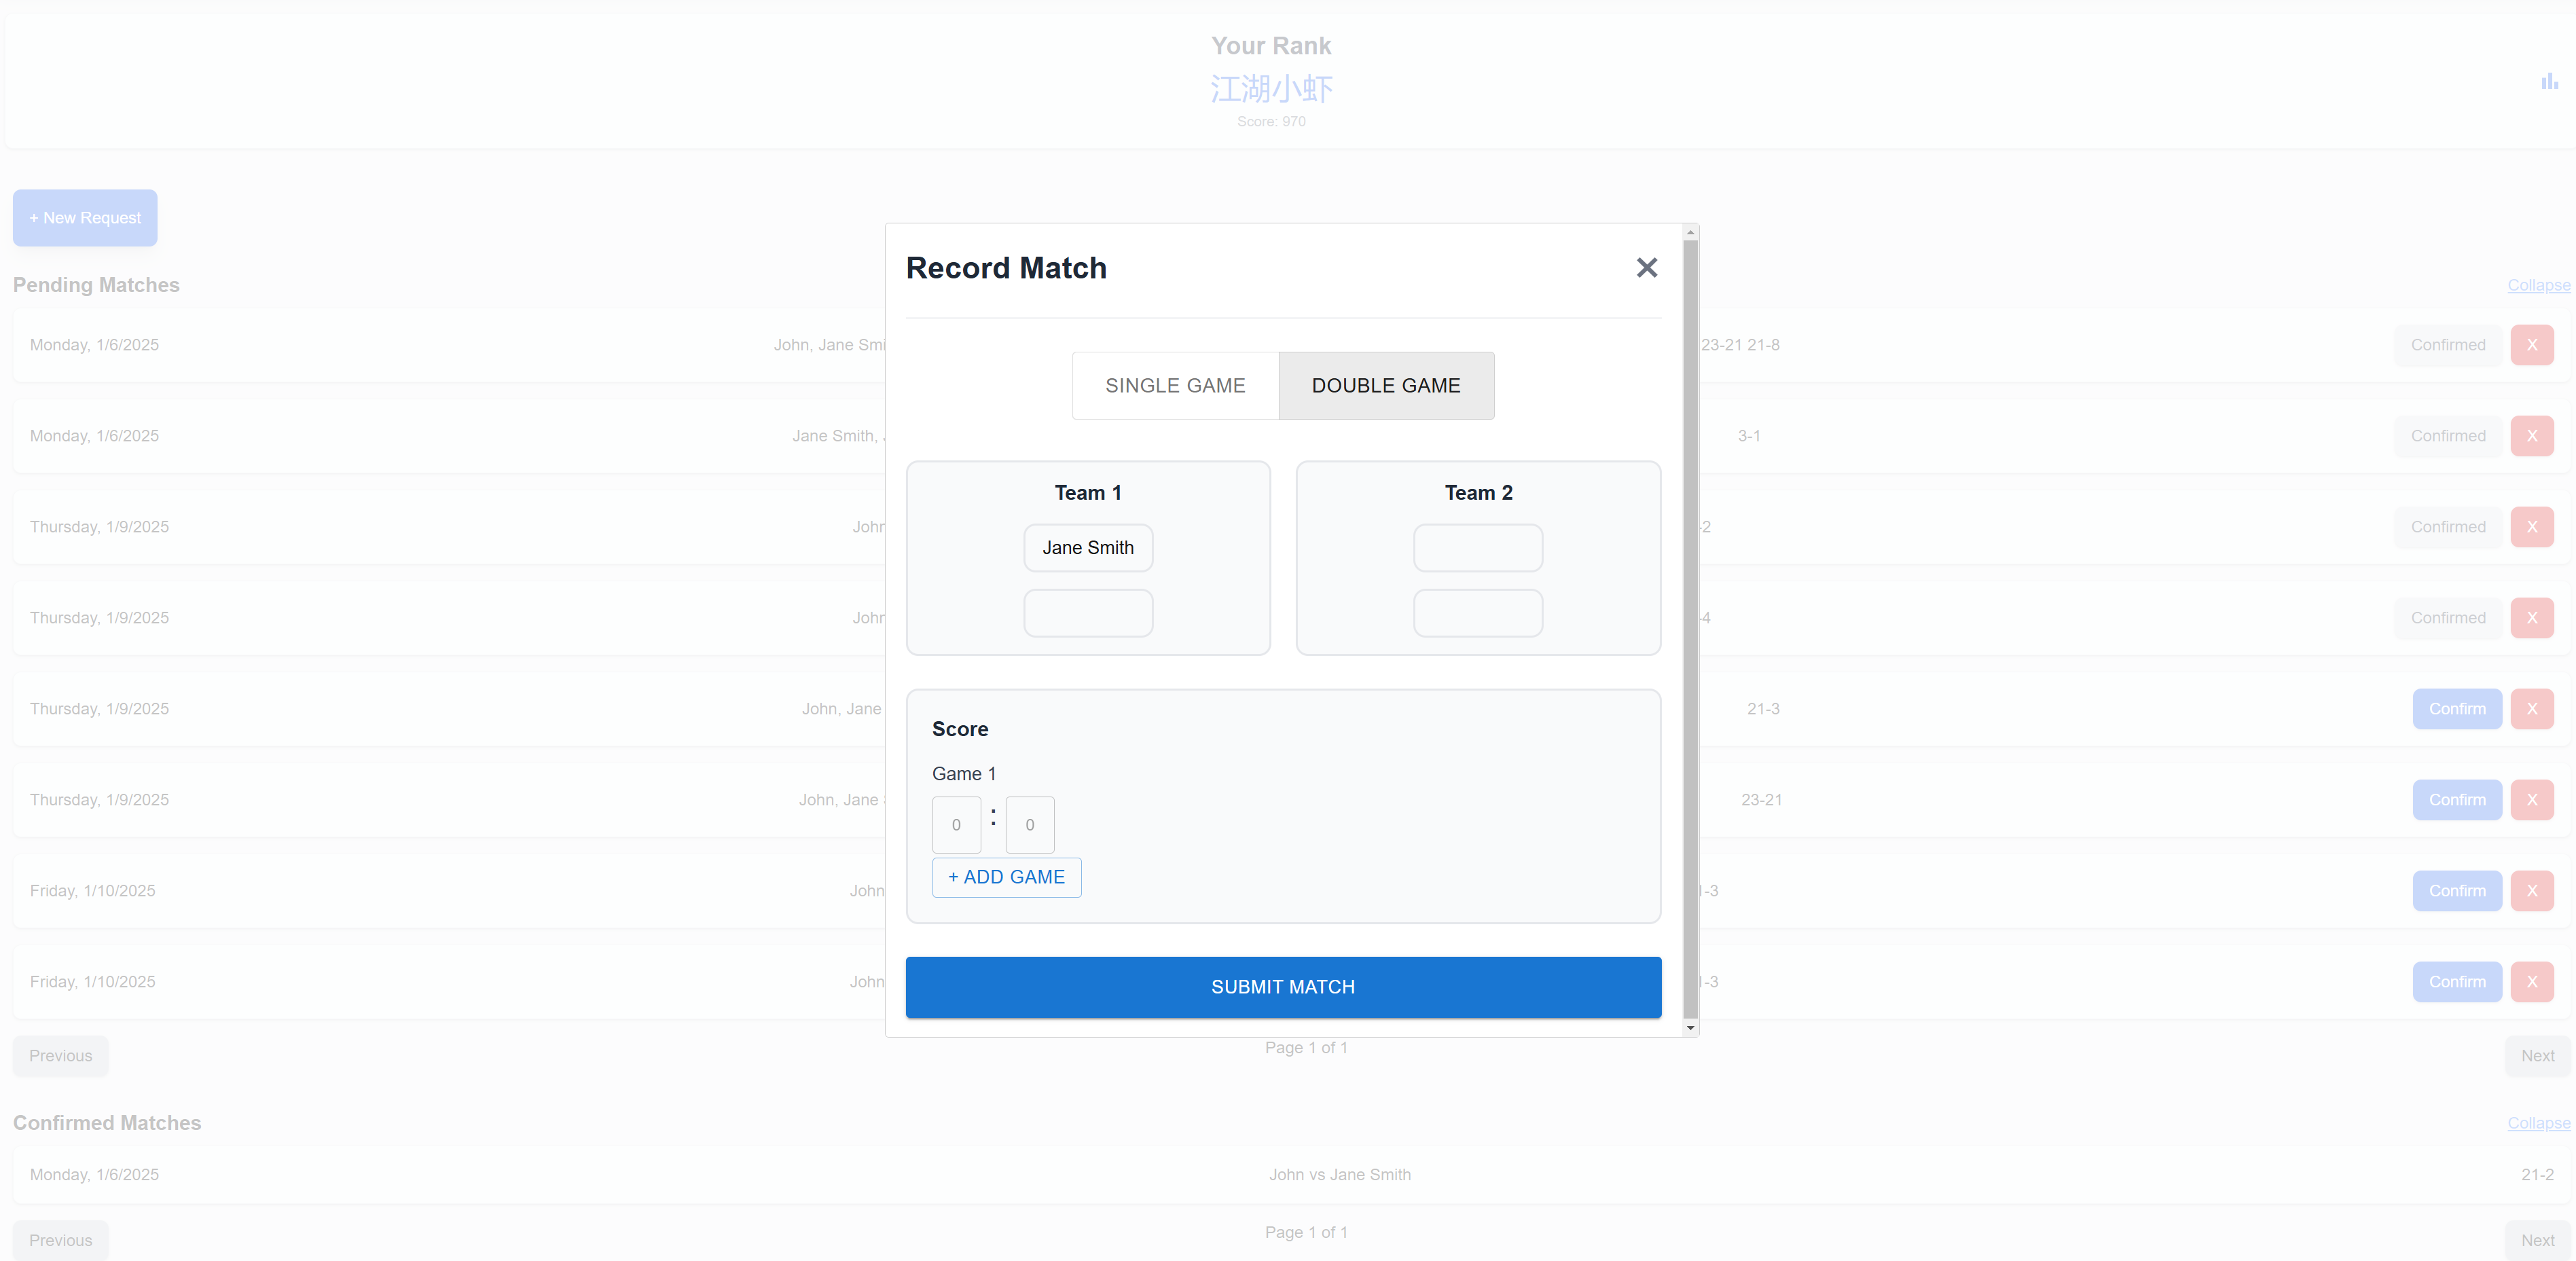 Your Rank
江湖小虾
Score: 970
+ New Request
Pending Matches
Collapse
Record Match
SINGLE GAME DOUBLE GAME
Team 1 Team 2
Jane Smith
Score
Game 1
0 : 0
+ ADD GAME
SUBMIT MATCH
Monday, 1/6/2025 John, Jane 23-21 21-8 Confirmed X
Monday, 1/6/2025 Jane Smith, 3-1 Confirmed X
Thursday, 1/9/2025 -2 Confirmed X
Thursday, 1/9/2025 -4 Confirmed X
Thursday, 1/9/2025 John, Jane 21-3 Confirm X
Thursday, 1/9/2025 John, Jane 23-21 Confirm X
Friday, 1/10/2025 John -3 Confirm X
Friday, 1/10/2025 John -3 Confirm X
Previous Page 1 of 1 Next
Confirmed Matches
Collapse
Monday, 1/6/2025 John vs Jane Smith 21-2
Previous Page 1 of 1 Next